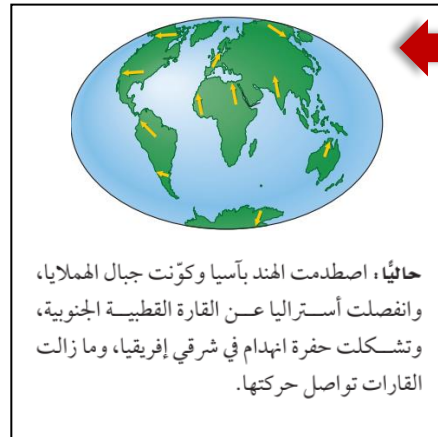 حاليًّا: اصطدمت الهند بآسيا وكوّنت جبال الهملايا،
وانفصلت أستراليا عن القارة القطبية الجنوبية،
وتشكلت حفرة انهدام في شرقي إفريقيا، وما زالت
القارات تواصل حركتها.